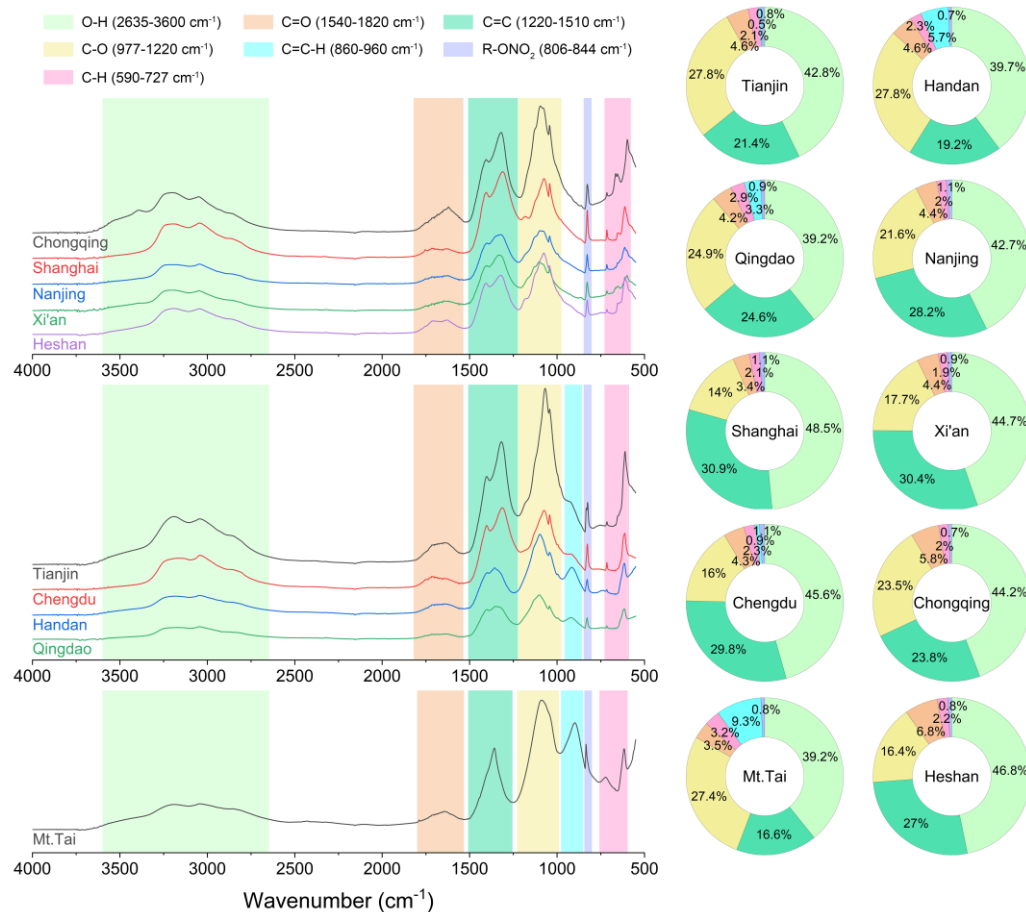 O-H (2635-3600 cm⁻¹) C=O (1540-1820 cm⁻¹) C=C (1220-1510 cm⁻¹)
C-O (977-1220 cm⁻¹) C=C-H (860-960 cm⁻¹) R-ONO₂ (806-844 cm⁻¹)
C-H (590-727 cm⁻¹)
Chongqing
Shanghai
Nanjing
Xi'an
Heshan
4000 3500 3000 2500 2000 1500 1000 500
Tianjin
Chengdu
Handan
Qingdao
4000 3500 3000 2500 2000 1500 1000 500
Mt.Tai
4000 3500 3000 2500 2000 1500 1000 500
Wavenumber (cm⁻¹)
0.8%
0.5%
2.1%
4.6%
27.8%
42.8%
Tianjin
21.4%
0.7%
2.3%
5.7%
4.6%
39.7%
27.8%
Handan
19.2%
0.9%
2.9%
3.3%
4.2%
24.9%
39.2%
Qingdao
24.6%
1.1%
2%
4.4%
21.6%
42.7%
Nanjing
28.2%
1.1%
2.1%
3.4%
14%
48.5%
Shanghai
30.9%
0.9%
1.9%
4.4%
17.7%
44.7%
Xi'an
30.4%
1.1%
0.9%
2.3%
4.3%
16%
45.6%
Chengdu
29.8%
0.7%
2%
5.8%
23.5%
44.2%
Chongqing
23.8%
0.8%
9.3%
3.2%
3.5%
39.2%
Mt.Tai
27.4%
16.6%
0.8%
2.2%
6.8%
16.4%
46.8%
Heshan
27%